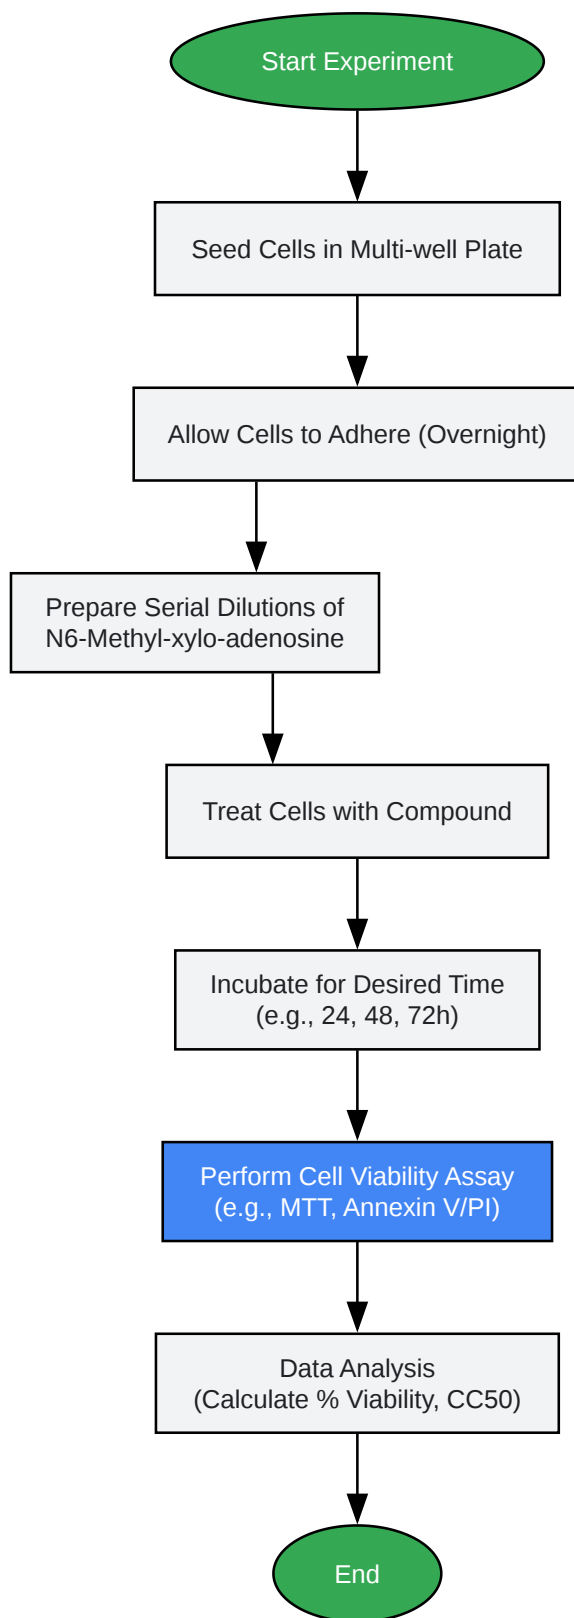 Start Experiment
Seed Cells in Multi-well Plate
Allow Cells to Adhere (Overnight)
Prepare Serial Dilutions of
N6-Methyl-xylo-adenosine
Treat Cells with Compound
Incubate for Desired Time
(e.g., 24, 48, 72h)
Perform Cell Viability Assay
(e.g., MTT, Annexin V/PI)
Data Analysis
(Calculate % Viability, CC50)
End